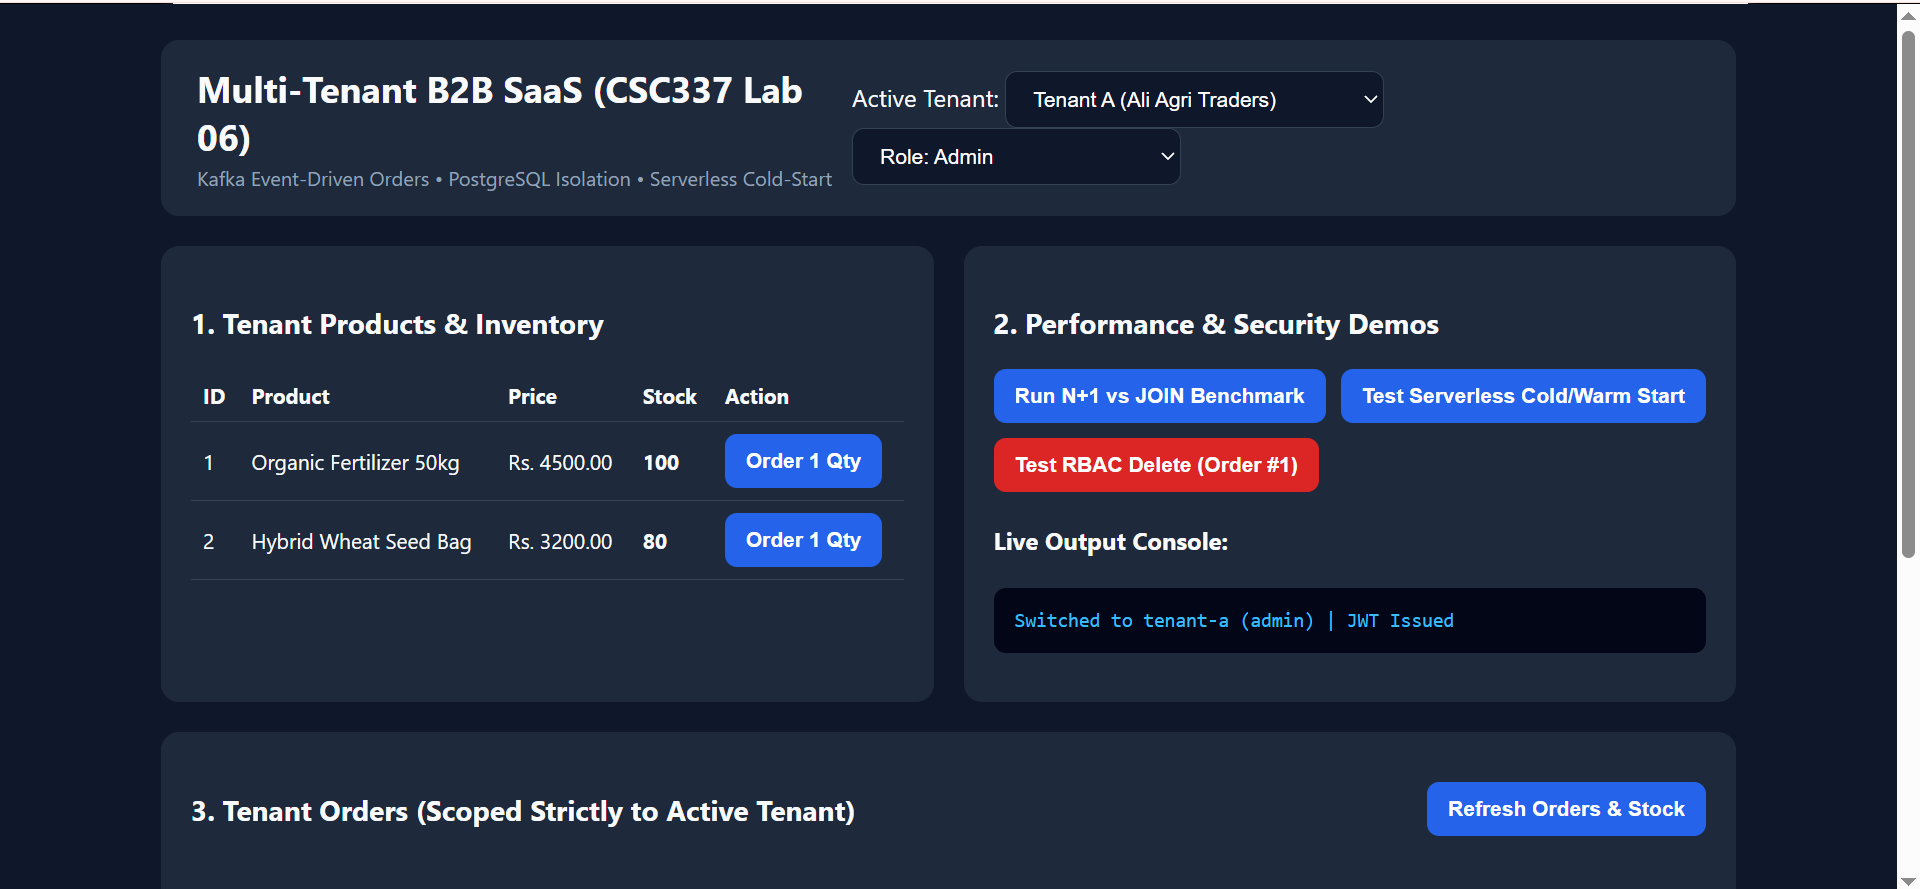 Multi-Tenant B2B SaaS (CSC337 Lab
06)
Kafka Event-Driven Orders • PostgreSQL Isolation • Serverless Cold-Start
Active Tenant: Tenant A (Ali Agri Traders)
Role: Admin
1. Tenant Products & Inventory
ID Product Price Stock Action
1 Organic Fertilizer 50kg Rs. 4500.00 100 Order 1 Qty
2 Hybrid Wheat Seed Bag Rs. 3200.00 80 Order 1 Qty
2. Performance & Security Demos
Run N+1 vs JOIN Benchmark Test Serverless Cold/Warm Start
Test RBAC Delete (Order #1)
Live Output Console:
Switched to tenant-a (admin) | JWT Issued
3. Tenant Orders (Scoped Strictly to Active Tenant) Refresh Orders & Stock